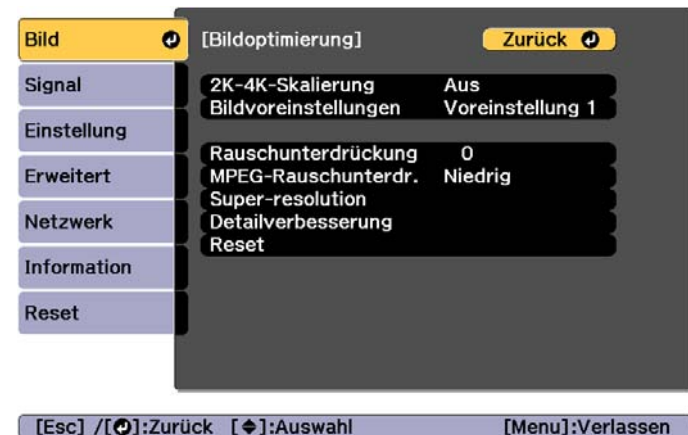 Bild
[Bildoptimierung] Zurück
Signal
2K-4K-Skalierung Aus
Bildvoreinstellungen Voreinstellung 1
Einstellung
Rauschunterdrückung 0
Erweitert
MPEG-Rauschunterdr. Niedrig
Super-resolution
Netzwerk
Detailverbesserung
Reset
Information
Reset
[Esc] /[ ]:Zurück [ ]:Auswahl [Menu]:Verlassen